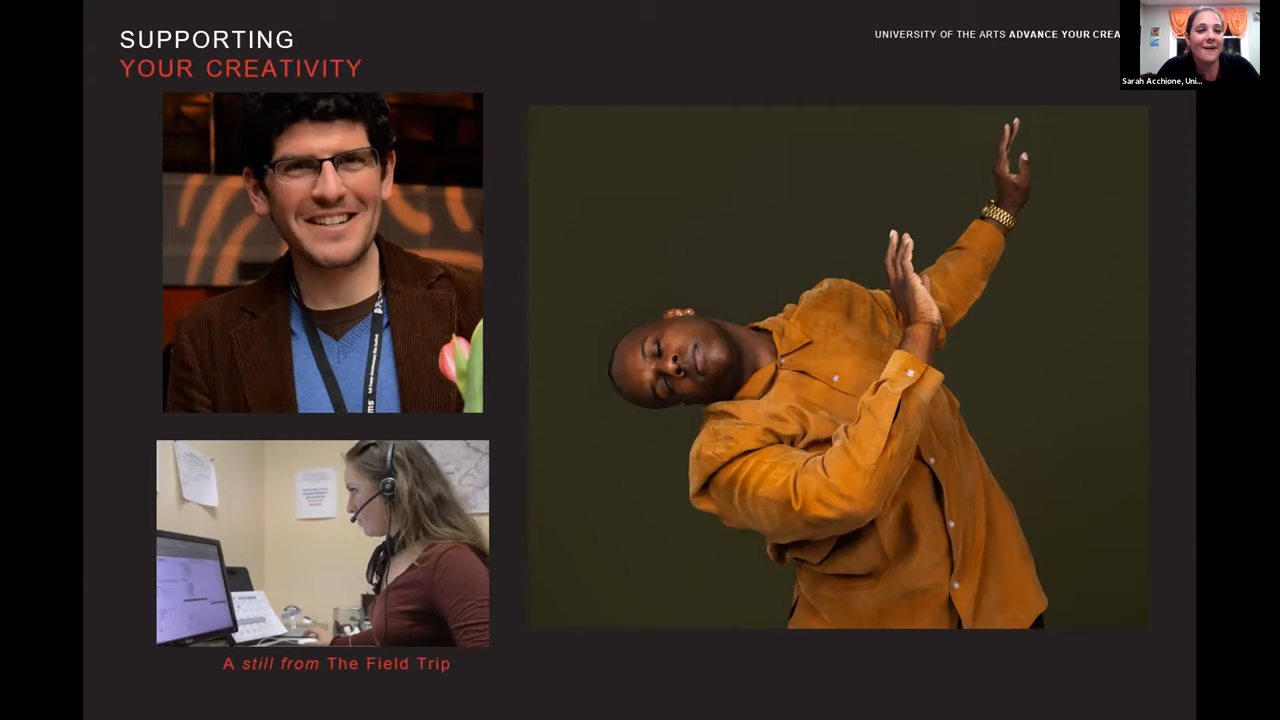 SUPPORTING
YOUR CREATIVITY
UNIVERSITY OF THE ARTS ADVANCE YOUR CREA
Sarah Acchione, Uni...
A still from The Field Trip